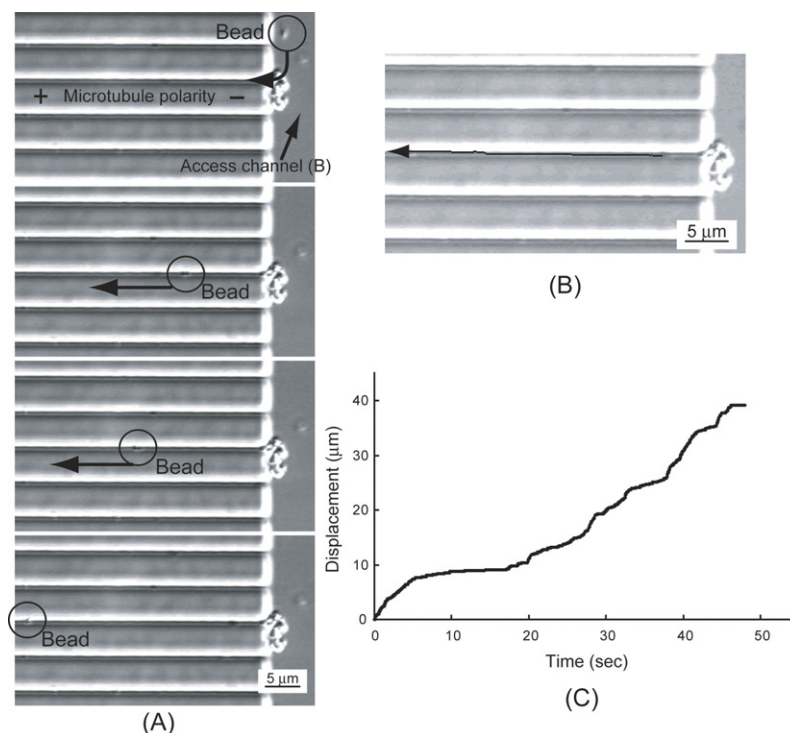 Bead
+ Microtubule polarity −
Access channel (B)
Bead
Bead
Bead
5 μm
(A)
5 μm
(B)
Displacement (μm)
40
30
20
10
0
0 10 20 30 40 50
Time (sec)
(C)